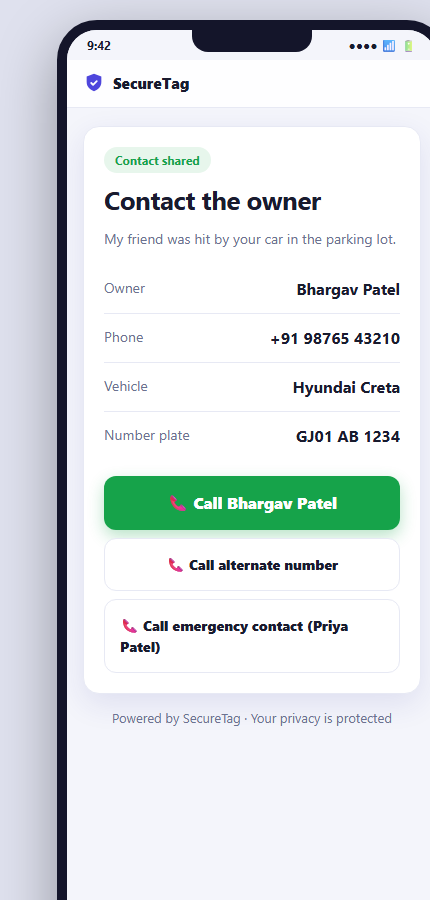 9:42
SecureTag
Contact shared
Contact the owner
My friend was hit by your car in the parking lot.
Owner Bhargav Patel
Phone +91 98765 43210
Vehicle Hyundai Creta
Number plate GJ01 AB 1234
📞 Call Bhargav Patel
📞 Call alternate number
📞 Call emergency contact (Priya
Patel)
Powered by SecureTag · Your privacy is protected